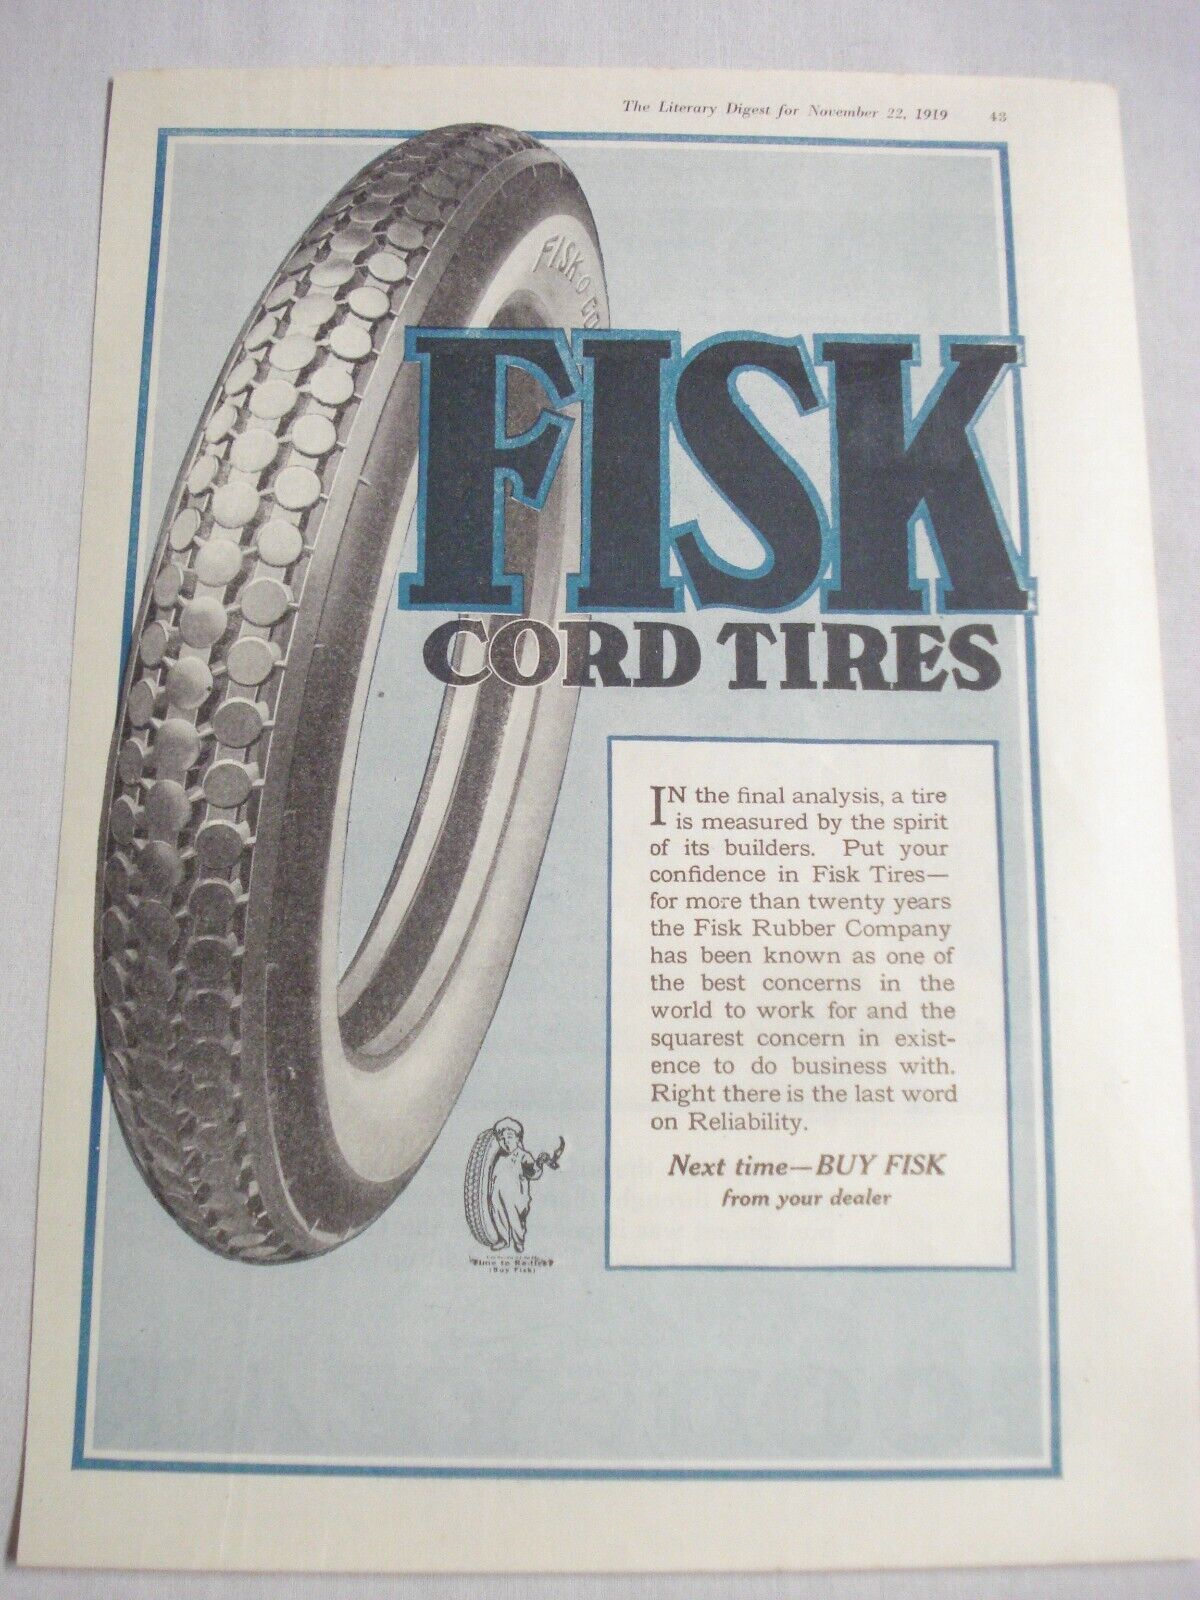 The Literary Digest for November 22, 1919 43
FISK-O
FISK
CORD TIRES
IN the final analysis, a tire
is measured by the spirit
of its builders. Put your
confidence in Fisk Tires—
for more than twenty years
the Fisk Rubber Company
has been known as one of
the best concerns in the
world to work for and the
squarest concern in exist-
ence to do business with.
Right there is the last word
on Reliability.
Next time—BUY FISK
from your dealer
Time to Re-tire?
(Buy Fisk)